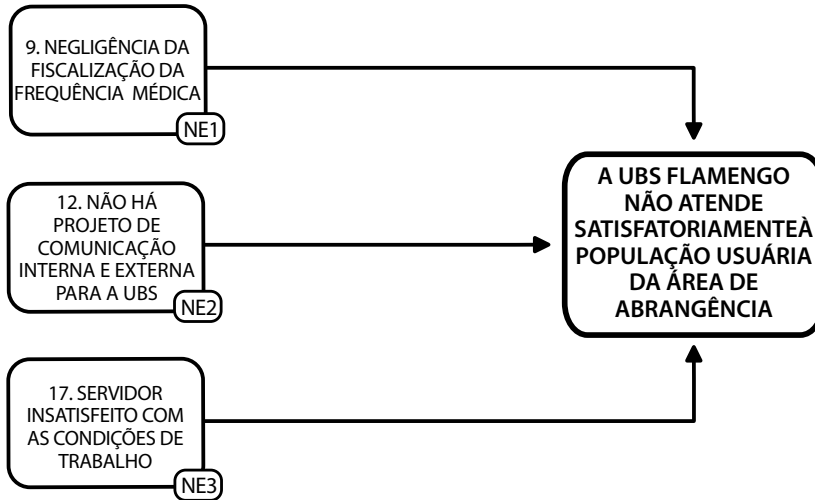 9. NEGLIGÊNCIA DA
FISCALIZAÇÃO DA
FREQUÊNCIA MÉDICA
NE1
12. NÃO HÁ
PROJETO DE
COMUNICAÇÃO
INTERNA E EXTERNA
PARA A UBS
NE2
17. SERVIDOR
INSATISFEITO COM
AS CONDIÇÕES DE
TRABALHO
NE3
A UBS FLAMENGO
NÃO ATENDE
SATISFATORIAMENTEÀ
POPULAÇÃO USUÁRIA
DA ÁREA DE
ABRANGÊNCIA